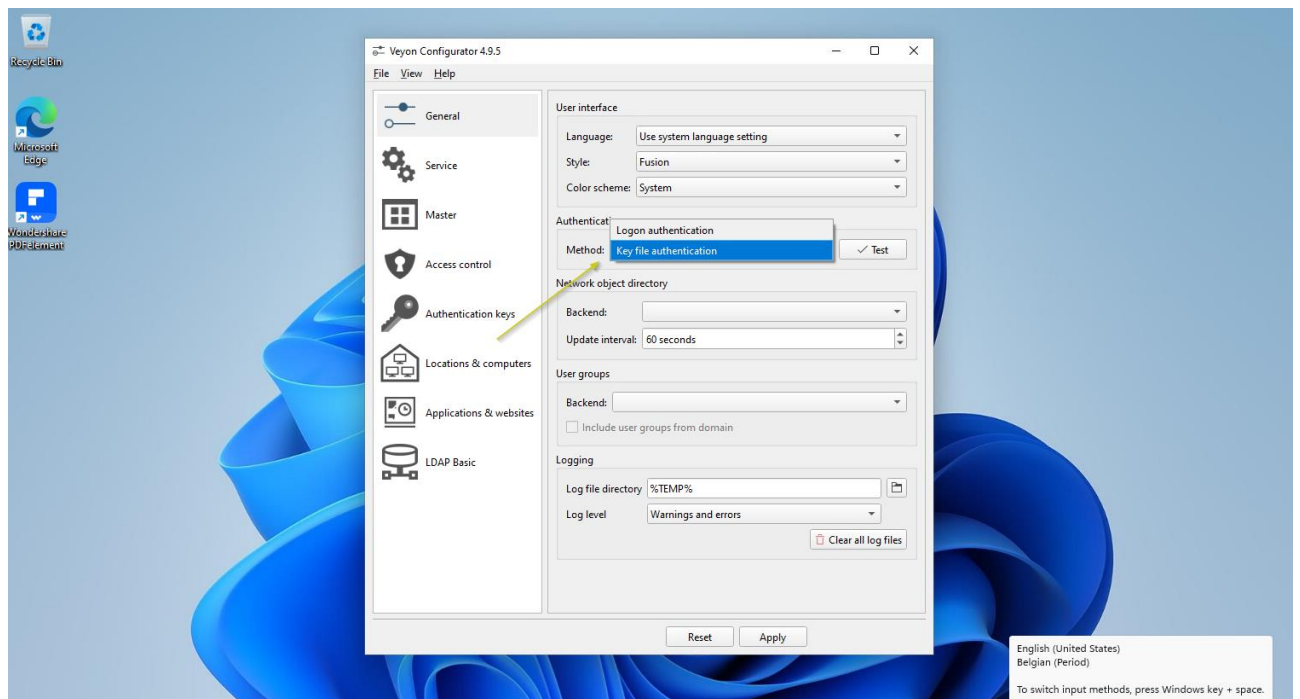 Recycle Bin
Microsoft
Edge
Wondershare
PDFelement
Veyon Configurator 4.9.5
File View Help
General
Service
Master
Access control
Authentication keys
Locations & computers
Applications & websites
LDAP Basic
User interface
Language: Use system language setting
Style: Fusion
Color scheme: System
Authenticati
Method:
Logon authentication
Key file authentication
Test
Network object directory
Backend:
Update interval: 60 seconds
User groups
Backend:
Include user groups from domain
Logging
Log file directory %TEMP%
Log level Warnings and errors
Clear all log files
Reset Apply
English (United States)
Belgian (Period)
To switch input methods, press Windows key + space.